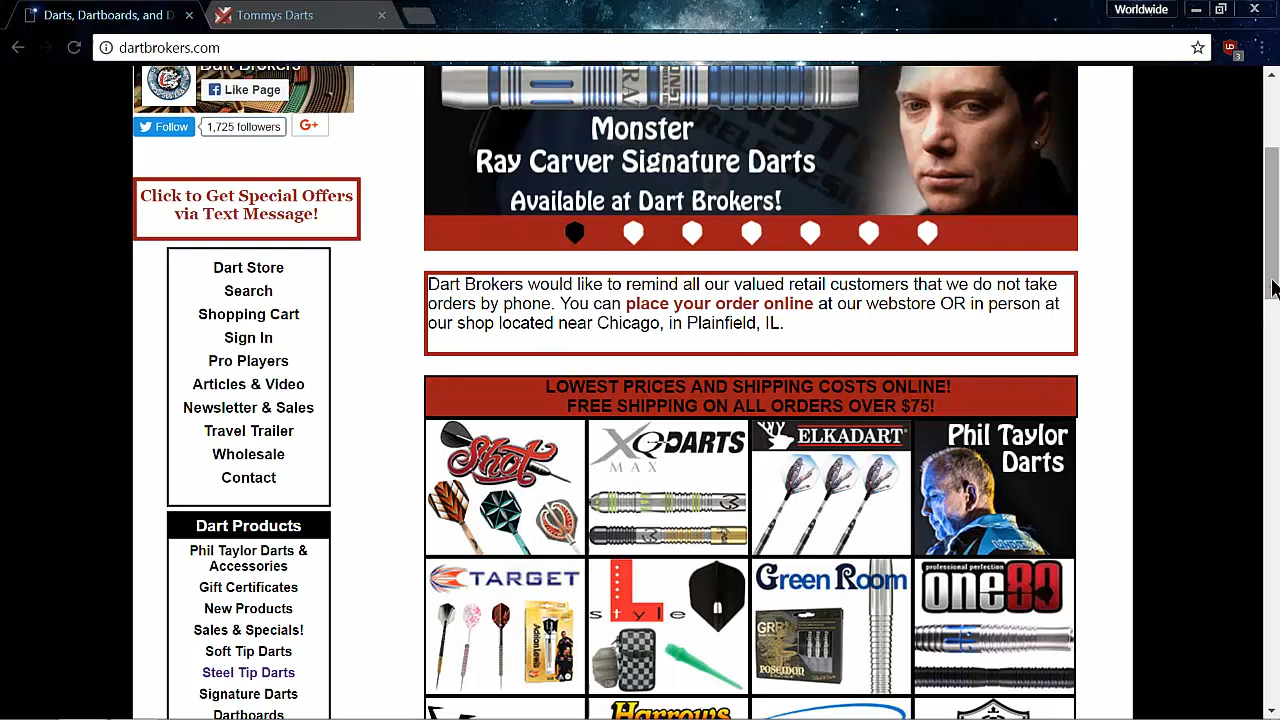 Darts, Dartboards, and D
Tommys Darts
Worldwide
dartbrokers.com
Dart Brokers
Like Page
Follow
1,725 followers
G+
Click to Get Special Offers
via Text Message!
Dart Store
Search
Shopping Cart
Sign In
Pro Players
Articles & Video
Newsletter & Sales
Travel Trailer
Wholesale
Contact
Dart Products
Phil Taylor Darts &
Accessories
Gift Certificates
New Products
Sales & Specials!
Soft Tip Darts
Steel Tip Darts
Signature Darts
Dartboards
Monster
Ray Carver Signature Darts
Available at Dart Brokers!
Dart Brokers would like to remind all our valued retail customers that we do not take
orders by phone. You can place your order online at our webstore OR in person at
our shop located near Chicago, in Plainfield, IL.
LOWEST PRICES AND SHIPPING COSTS ONLINE!
FREE SHIPPING ON ALL ORDERS OVER $75!
Shot
XQ DARTS
MAX
ELKADART
Phil Taylor
Darts
TARGET
L
style
Green Room
GRR
POSEIDON
professional perfection
one80
Harrows